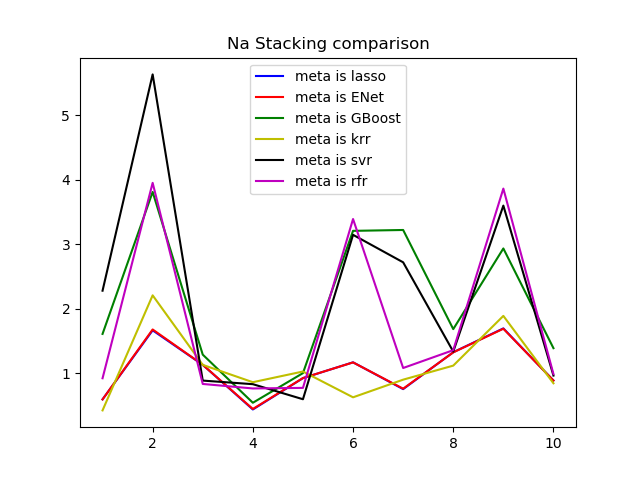 Na Stacking comparison
meta is lasso
meta is ENet
meta is GBoost
meta is krr
meta is svr
meta is rfr
5
4
3
2
1
2 4 6 8 10